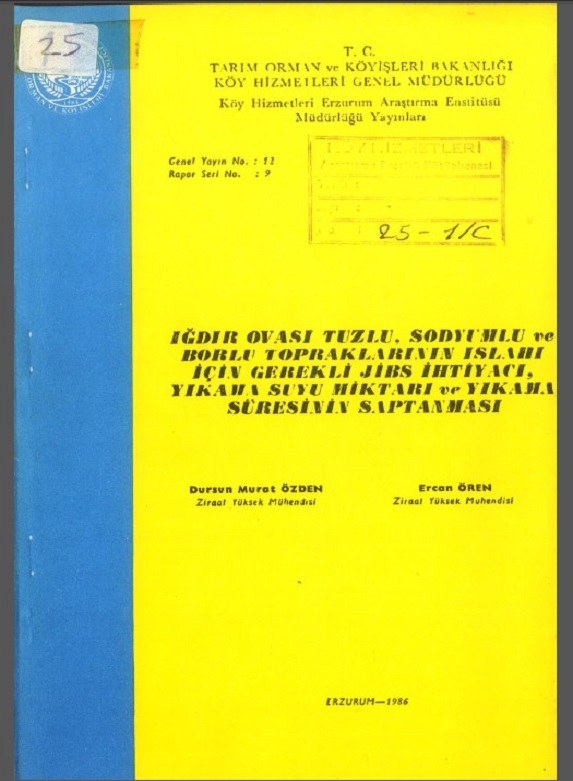 25
T. C.
TARIM ORMAN ve KÖYİŞLERİ BAKANLIĞI
KÖY HİZMETLERİ GENEL MÜDÜRLÜĞÜ
Köy Hizmetleri Erzurum Araştırma Enstitüsü
Müdürlüğü Yayınları
Genel Yayın No. : 12
Rapor Seri No. : 9
25 - 1/C
IĞDIR OVASI TUZLU, SODYUMLU ve
BORLU TOPRAKLARININ ISLAHI
İÇİN GEREKLİ JİBS İHTİYACI,
YIKAMA SUYU MİKTARI ve YIKAMA
SÜRESİNİN SAPTANMASI
Dursun Murat ÖZDEN
Ziraat Yüksek Mühendisi
Ercan ÖREN
Ziraat Yüksek Mühendisi
ERZURUM—1986